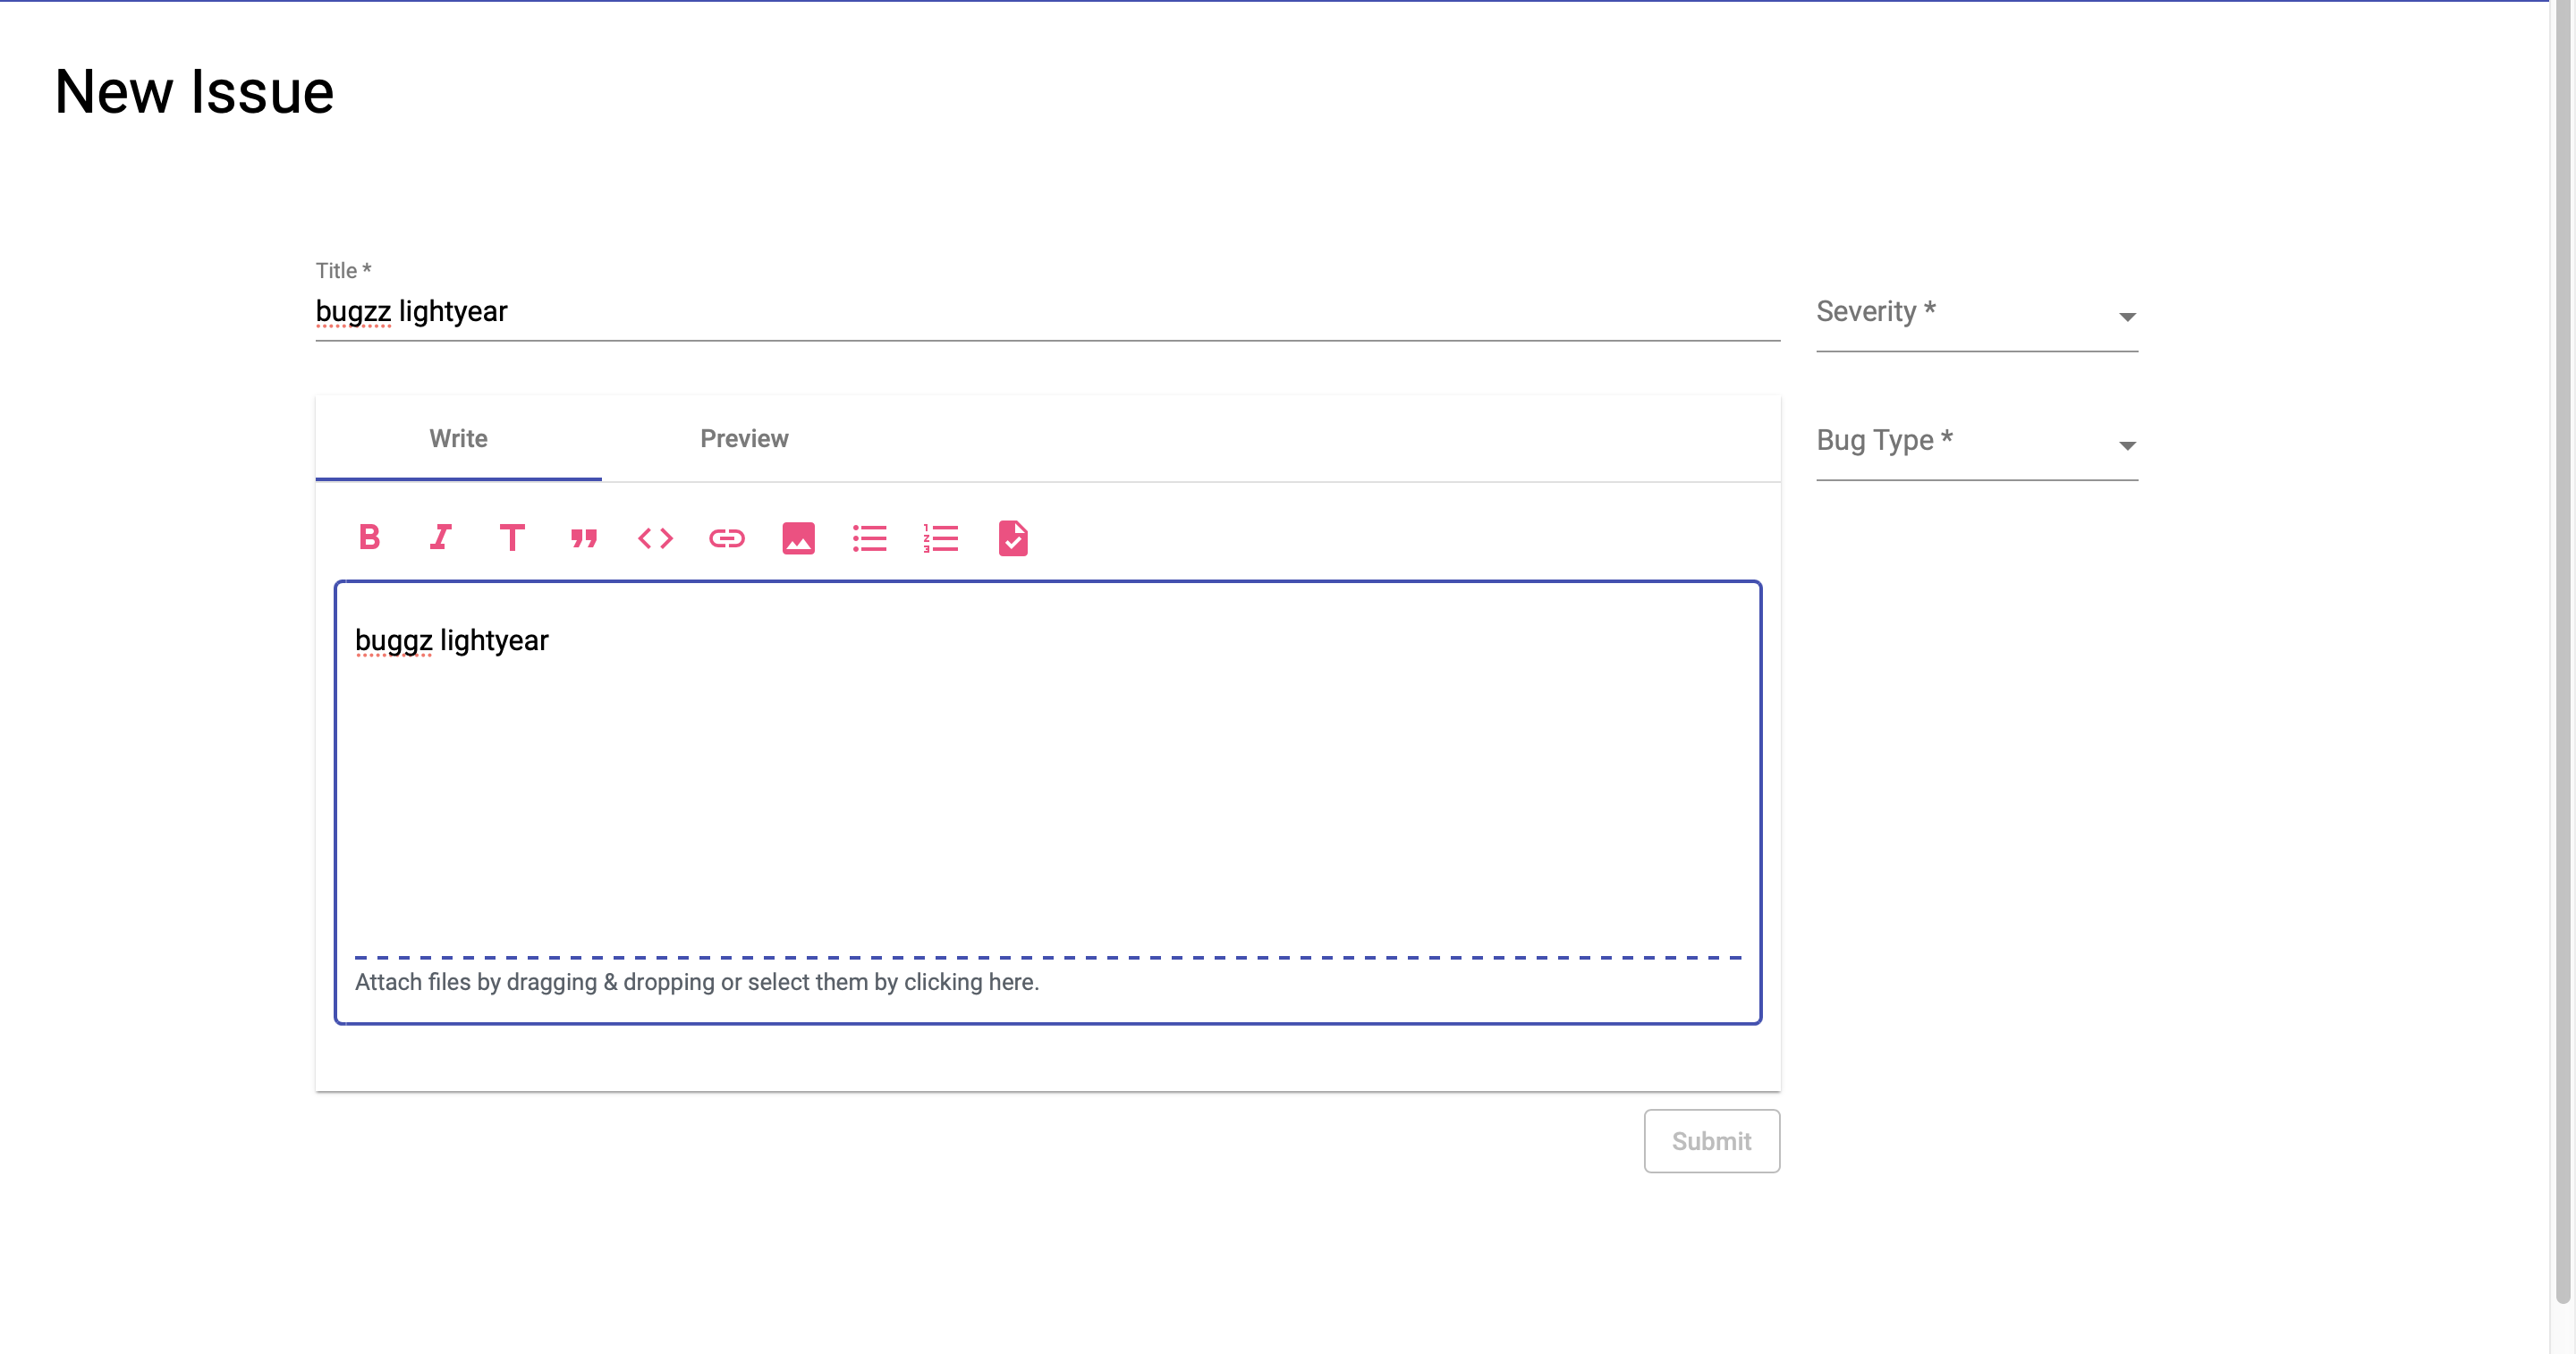 New Issue
Title *
bugzz lightyear
Severity *
Write Preview
Bug Type *
buggz lightyear
Attach files by dragging & dropping or select them by clicking here.
Submit